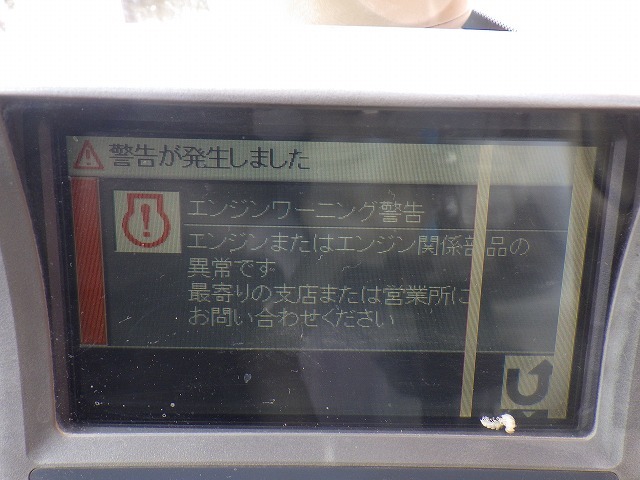 警告が発生しました
エンジンワーニング警告
エンジンまたはエンジン関係部品の
異常です
最寄りの支店または営業所に
お問い合わせください